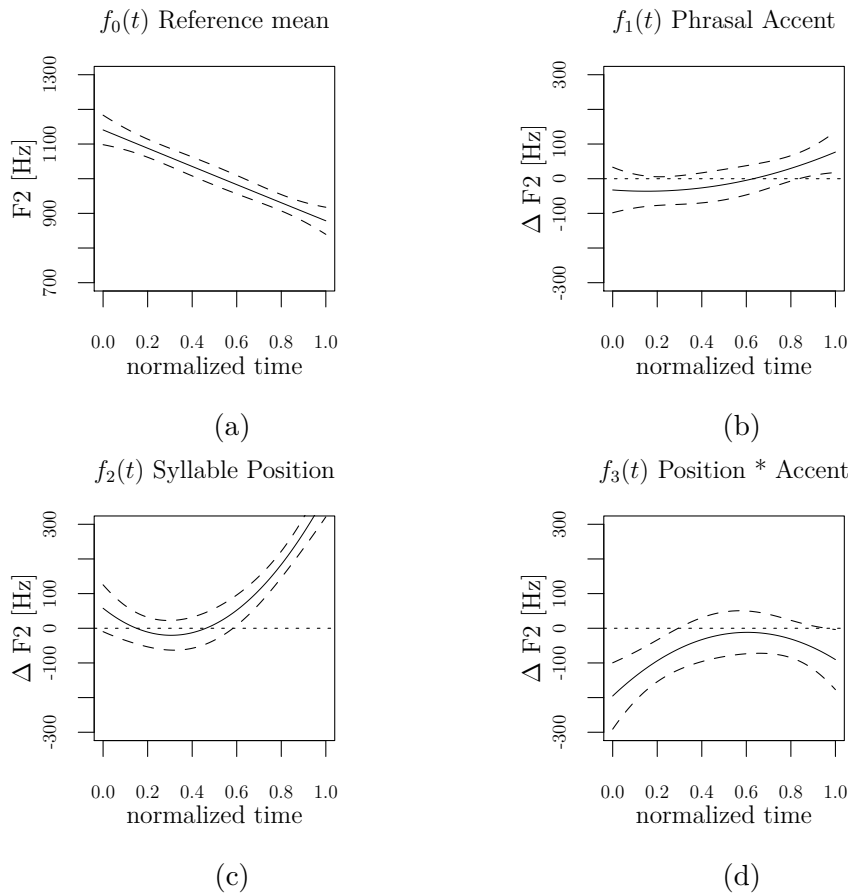 f₀(t) Reference mean
1300
1100
900
700
F2 [Hz]
0.0 0.2 0.4 0.6 0.8 1.0
normalized time
(a)
f₁(t) Phrasal Accent
300
100
0
-100
-300
Δ F2 [Hz]
0.0 0.2 0.4 0.6 0.8 1.0
normalized time
(b)
f₂(t) Syllable Position
300
100
0
-100
-300
Δ F2 [Hz]
0.0 0.2 0.4 0.6 0.8 1.0
normalized time
(c)
f₃(t) Position * Accent
300
100
0
-100
-300
Δ F2 [Hz]
0.0 0.2 0.4 0.6 0.8 1.0
normalized time
(d)